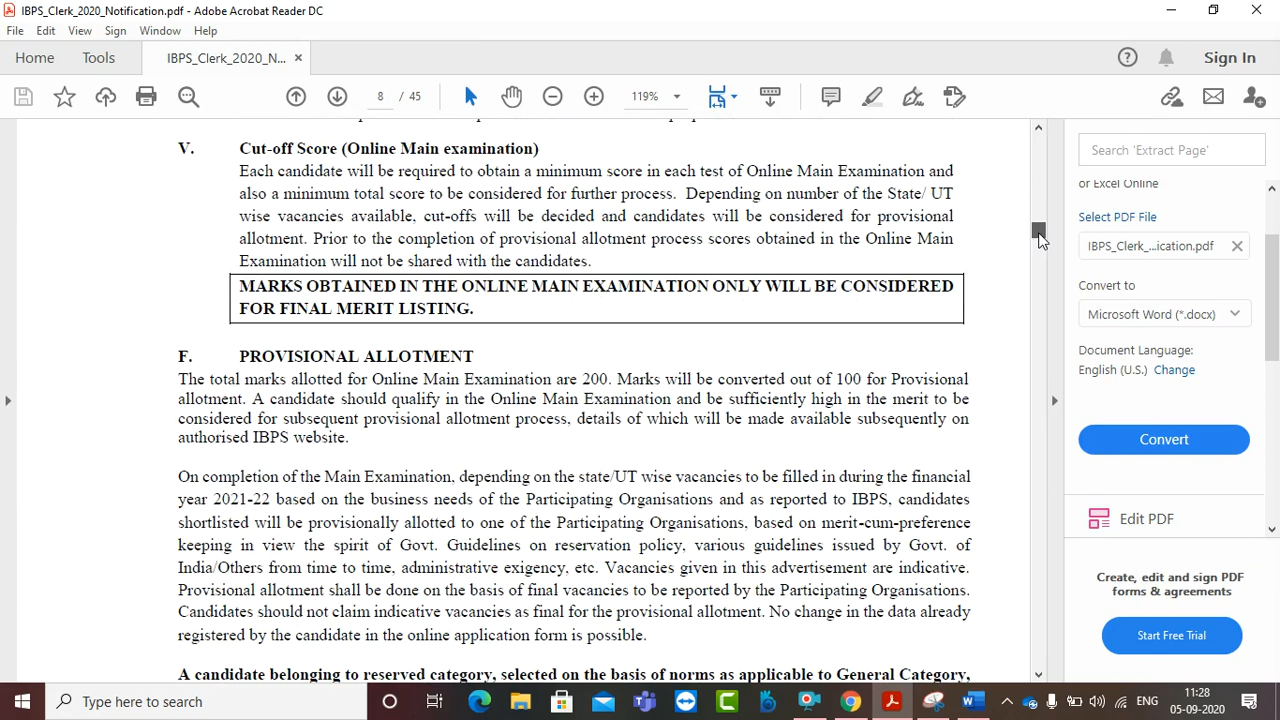 IBPS_Clerk_2020_Notification.pdf - Adobe Acrobat Reader DC
File Edit View Sign Window Help
Home Tools IBPS_Clerk_2020_N... × Sign In
8 / 45 119%
V. Cut-off Score (Online Main examination)
Each candidate will be required to obtain a minimum score in each test of Online Main Examination and
also a minimum total score to be considered for further process. Depending on number of the State/ UT
wise vacancies available, cut-offs will be decided and candidates will be considered for provisional
allotment. Prior to the completion of provisional allotment process scores obtained in the Online Main
Examination will not be shared with the candidates.
MARKS OBTAINED IN THE ONLINE MAIN EXAMINATION ONLY WILL BE CONSIDERED
FOR FINAL MERIT LISTING.
F. PROVISIONAL ALLOTMENT
The total marks allotted for Online Main Examination are 200. Marks will be converted out of 100 for Provisional
allotment. A candidate should qualify in the Online Main Examination and be sufficiently high in the merit to be
considered for subsequent provisional allotment process, details of which will be made available subsequently on
authorised IBPS website.
On completion of the Main Examination, depending on the state/UT wise vacancies to be filled in during the financial
year 2021-22 based on the business needs of the Participating Organisations and as reported to IBPS, candidates
shortlisted will be provisionally allotted to one of the Participating Organisations, based on merit-cum-preference
keeping in view the spirit of Govt. Guidelines on reservation policy, various guidelines issued by Govt. of
India/Others from time to time, administrative exigency, etc. Vacancies given in this advertisement are indicative.
Provisional allotment shall be done on the basis of final vacancies to be reported by the Participating Organisations.
Candidates should not claim indicative vacancies as final for the provisional allotment. No change in the data already
registered by the candidate in the online application form is possible.
A candidate belonging to reserved category, selected on the basis of norms as applicable to General Category,
Search 'Extract Page'
or Excel Online
Select PDF File
IBPS_Clerk_...ication.pdf
Convert to
Microsoft Word (*.docx)
Document Language:
English (U.S.) Change
Convert
Edit PDF
Create, edit and sign PDF
forms & agreements
Start Free Trial
Type here to search
ENG
11:28
05-09-2020